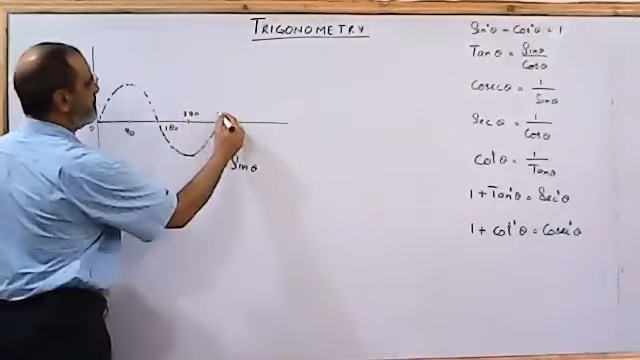 TRIGONOMETRY
Sin²θ - Cos²θ = 1
Tanθ = Sinθ / Cosθ
Cosecθ = 1 / Sinθ
Secθ = 1 / Cosθ
Cotθ = 1 / Tanθ
1 + Tan²θ = Sec²θ
1 + Cot²θ = Cosec²θ
0
90
180
Sinθ